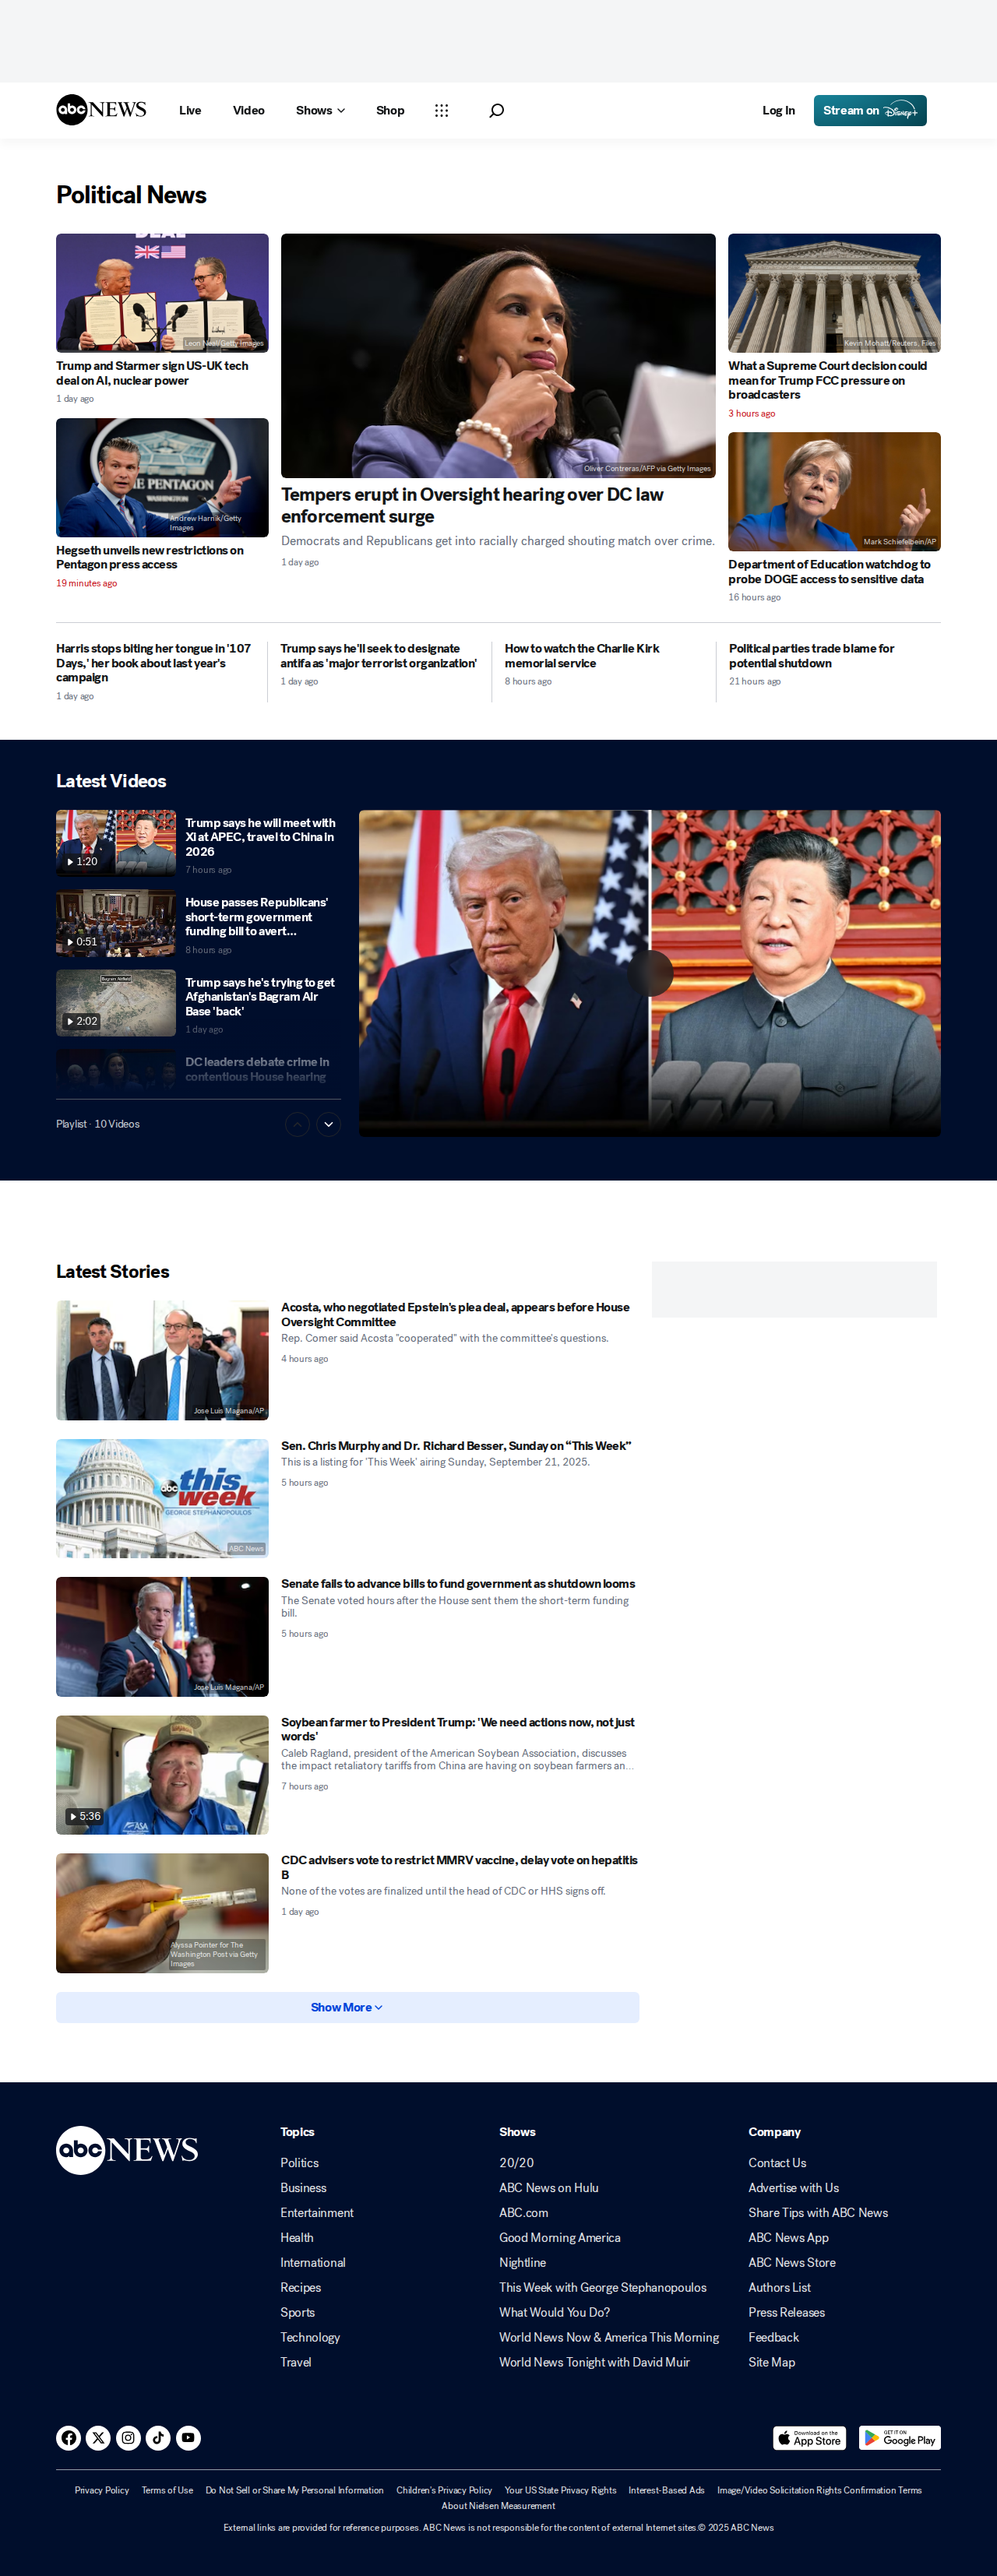 abc NEWS
Live
Video
Shows
Shop
Log In
Stream on Disney+
Political News
DEAL
Leon Neal/Getty Images
Trump and Starmer sign US-UK tech
deal on AI, nuclear power
1 day ago
THE PENTAGON
WASHINGTON
Andrew Harnik/Getty
Images
Hegseth unveils new restrictions on
Pentagon press access
19 minutes ago
Oliver Contreras/AFP via Getty Images
Tempers erupt in Oversight hearing over DC law
enforcement surge
Democrats and Republicans get into racially charged shouting match over crime.
1 day ago
Kevin Mohatt/Reuters, Files
What a Supreme Court decision could
mean for Trump FCC pressure on
broadcasters
3 hours ago
Mark Schiefelbein/AP
Department of Education watchdog to
probe DOGE access to sensitive data
16 hours ago
Harris stops biting her tongue in '107
Days,' her book about last year's
campaign
1 day ago
Trump says he'll seek to designate
antifa as 'major terrorist organization'
1 day ago
How to watch the Charlie Kirk
memorial service
8 hours ago
Political parties trade blame for
potential shutdown
21 hours ago
Latest Videos
1:20
Trump says he will meet with
Xi at APEC, travel to China in
2026
7 hours ago
0:51
House passes Republicans'
short-term government
funding bill to avert...
8 hours ago
Bagram Airfield
2:02
Trump says he's trying to get
Afghanistan's Bagram Air
Base 'back'
1 day ago
DC leaders debate crime in
contentious House hearing
Playlist · 10 Videos
Latest Stories
Jose Luis Magana/AP
Acosta, who negotiated Epstein's plea deal, appears before House
Oversight Committee
Rep. Comer said Acosta "cooperated" with the committee's questions.
4 hours ago
abc this
week
GEORGE STEPHANOPOULOS
ABC News
Sen. Chris Murphy and Dr. Richard Besser, Sunday on “This Week”
This is a listing for 'This Week' airing Sunday, September 21, 2025.
5 hours ago
Jose Luis Magana/AP
Senate fails to advance bills to fund government as shutdown looms
The Senate voted hours after the House sent them the short-term funding
bill.
5 hours ago
ASA
5:36
Soybean farmer to President Trump: 'We need actions now, not just
words'
Caleb Ragland, president of the American Soybean Association, discusses
the impact retaliatory tariffs from China are having on soybean farmers an...
7 hours ago
Alyssa Pointer for The
Washington Post via Getty
Images
CDC advisers vote to restrict MMRV vaccine, delay vote on hepatitis
B
None of the votes are finalized until the head of CDC or HHS signs off.
1 day ago
Show More
abc NEWS
Topics
Politics
Business
Entertainment
Health
International
Recipes
Sports
Technology
Travel
Shows
20/20
ABC News on Hulu
ABC.com
Good Morning America
Nightline
This Week with George Stephanopoulos
What Would You Do?
World News Now & America This Morning
World News Tonight with David Muir
Company
Contact Us
Advertise with Us
Share Tips with ABC News
ABC News App
ABC News Store
Authors List
Press Releases
Feedback
Site Map
Download on the
App Store
GET IT ON
Google Play
Privacy Policy Terms of Use Do Not Sell or Share My Personal Information Children's Privacy Policy Your US State Privacy Rights Interest-Based Ads Image/Video Solicitation Rights Confirmation Terms
About Nielsen Measurement
External links are provided for reference purposes. ABC News is not responsible for the content of external Internet sites.© 2025 ABC News